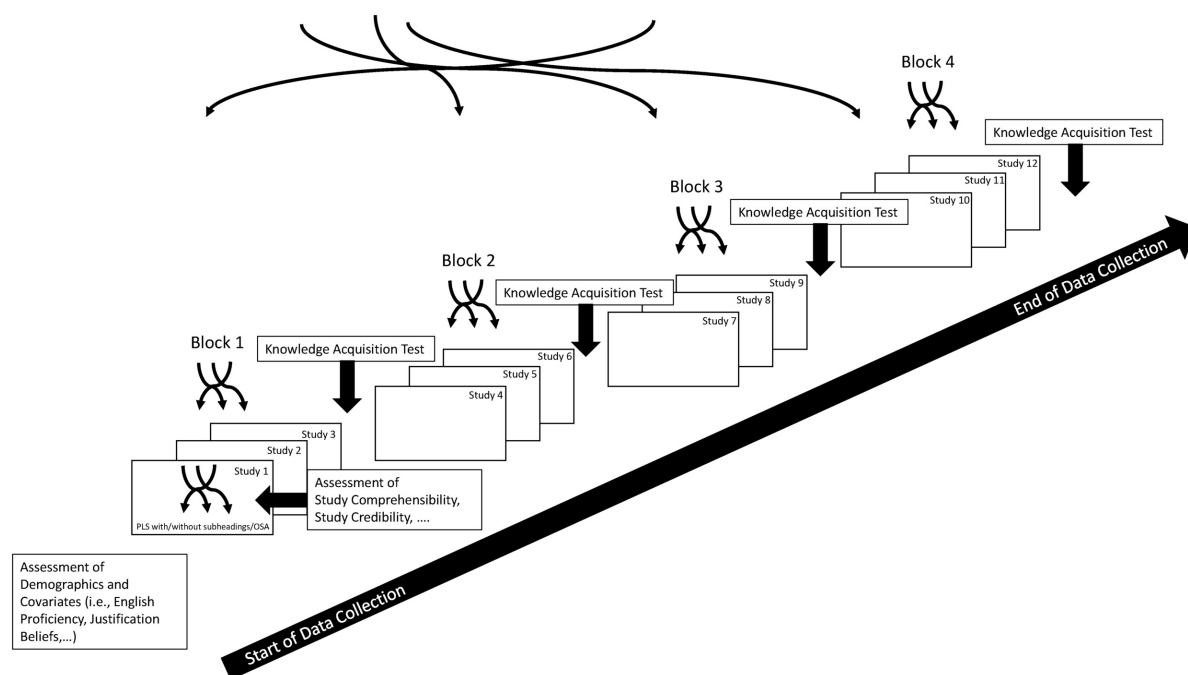 Block 4
Knowledge Acquisition Test
Study 12
Study 11
Study 10
Block 3
Knowledge Acquisition Test
Study 9
Study 8
Study 7
Block 2
Knowledge Acquisition Test
Study 6
Study 5
Study 4
Block 1
Knowledge Acquisition Test
Study 3
Study 2
Study 1
PLS with/without subheadings/OSA
Assessment of
Study Comprehensibility,
Study Credibility, ....
Assessment of
Demographics and
Covariates (i.e., English
Proficiency, Justification
Beliefs,...)
Start of Data Collection
End of Data Collection